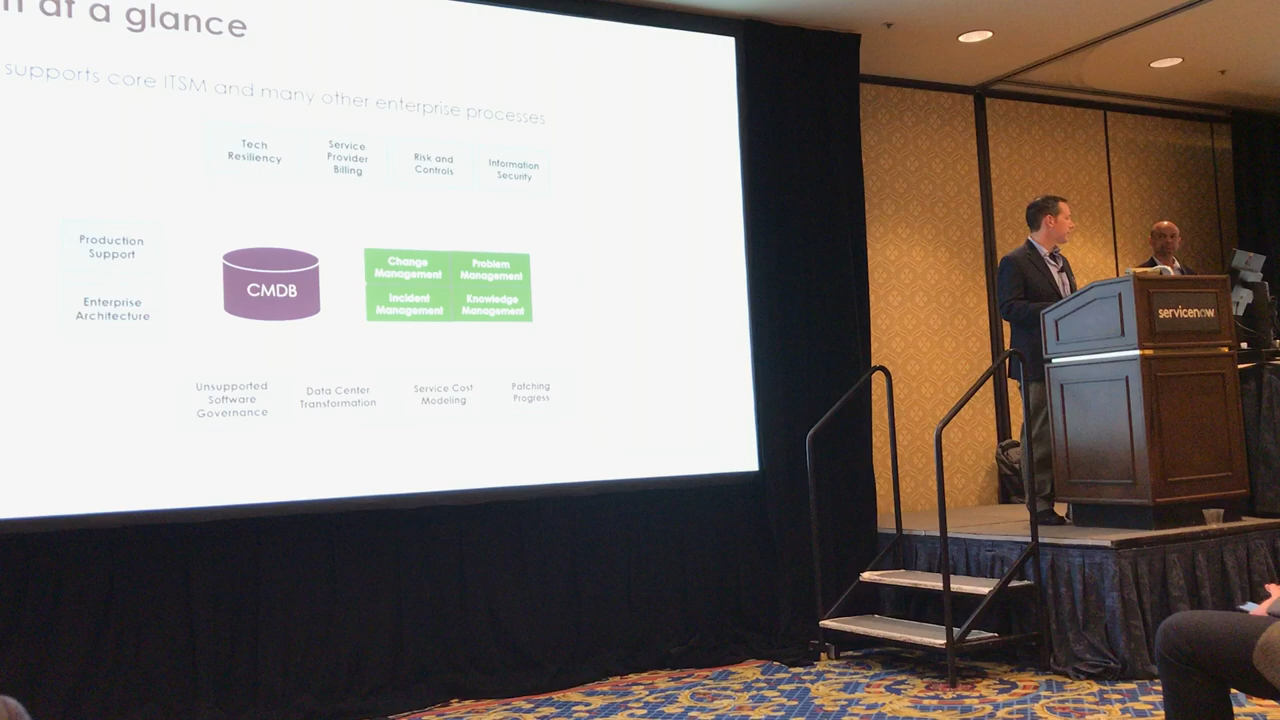 at a glance
supports core ITSM and many other enterprise processes
Tech
Resiliency
Service
Provider
Billing
Risk and
Controls
Information
Security
Production
Support
Enterprise
Architecture
CMDB
Change
Management
Problem
Management
Incident
Management
Knowledge
Management
Unsupported
Software
Governance
Data Center
Transformation
Service Cost
Modeling
Patching
Progress
servicenow